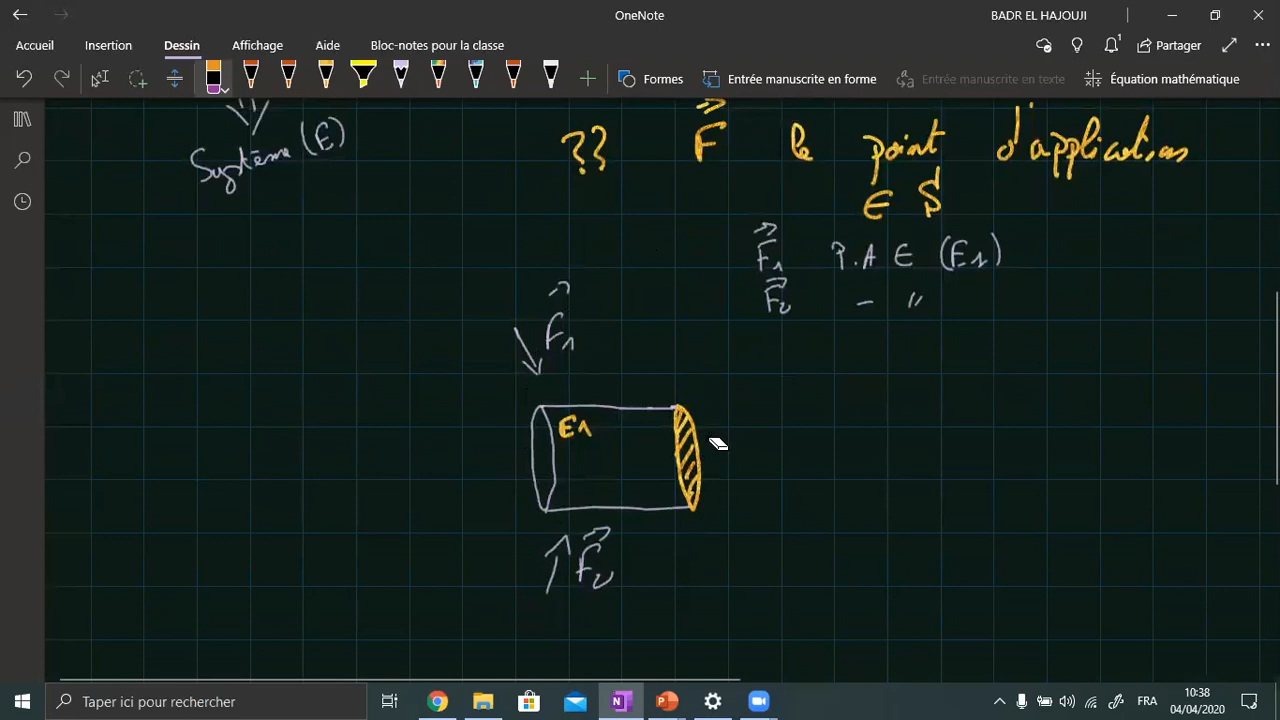 OneNote
BADR EL HAJOUJI
Accueil Insertion Dessin Affichage Aide Bloc-notes pour la classe
Partager
Formes Entrée manuscrite en forme Entrée manuscrite en texte Équation mathématique
Système (E)
?? F le point d'application
∈ S
F1 P.A ∈ (E1)
F2 - "
F1
E1
F2
Taper ici pour rechercher
FRA
10:38
04/04/2020